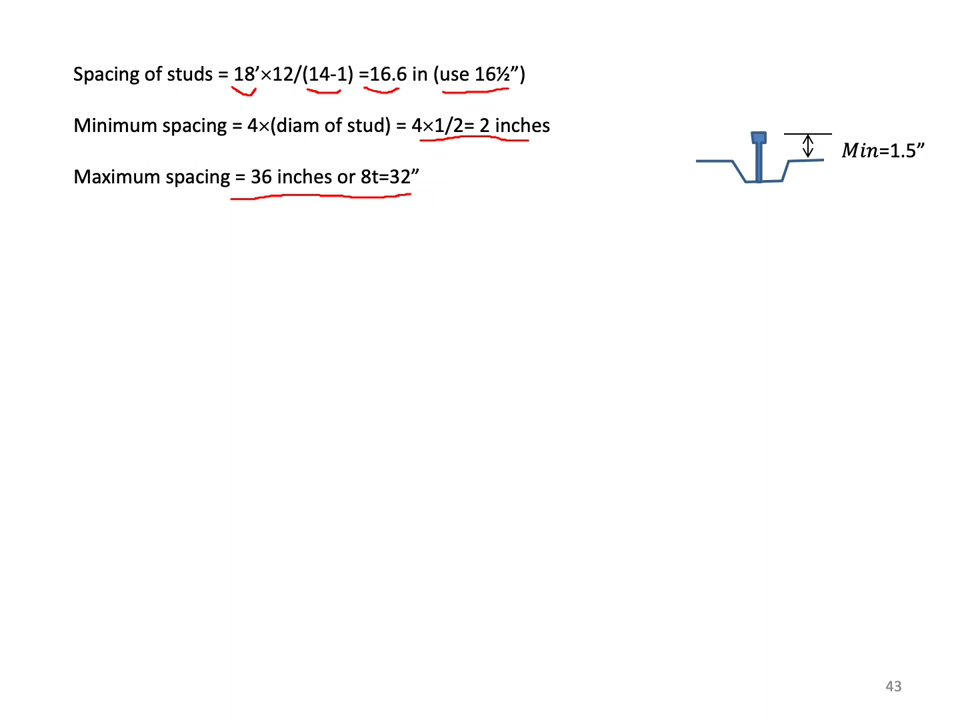 Spacing of studs = 18’×12/(14-1) =16.6 in (use 16½”)
Minimum spacing = 4×(diam of stud) = 4×1/2= 2 inches
Min=1.5”
Maximum spacing = 36 inches or 8t=32”
43